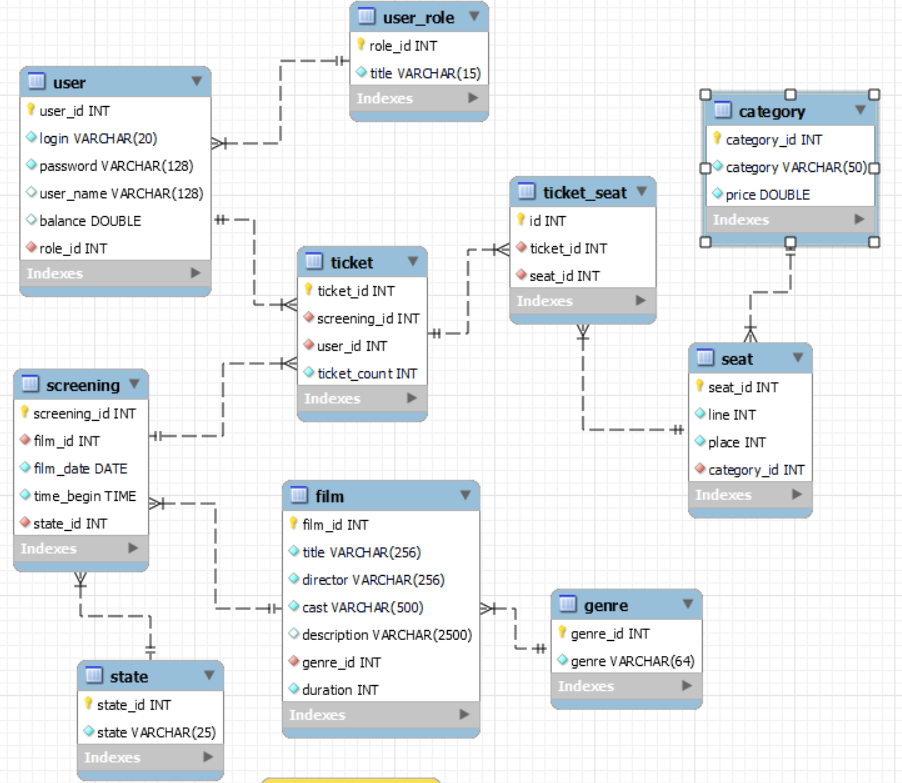 user_role
role_id INT
title VARCHAR(15)
Indexes
user
user_id INT
login VARCHAR(20)
password VARCHAR(128)
user_name VARCHAR(128)
balance DOUBLE
role_id INT
Indexes
category
category_id INT
category VARCHAR(50)
price DOUBLE
Indexes
ticket_seat
id INT
ticket_id INT
seat_id INT
Indexes
ticket
ticket_id INT
screening_id INT
user_id INT
ticket_count INT
Indexes
seat
seat_id INT
line INT
place INT
category_id INT
Indexes
screening
screening_id INT
film_id INT
film_date DATE
time_begin TIME
state_id INT
Indexes
film
film_id INT
title VARCHAR(256)
director VARCHAR(256)
cast VARCHAR(500)
description VARCHAR(2500)
genre_id INT
duration INT
Indexes
genre
genre_id INT
genre VARCHAR(64)
Indexes
state
state_id INT
state VARCHAR(25)
Indexes